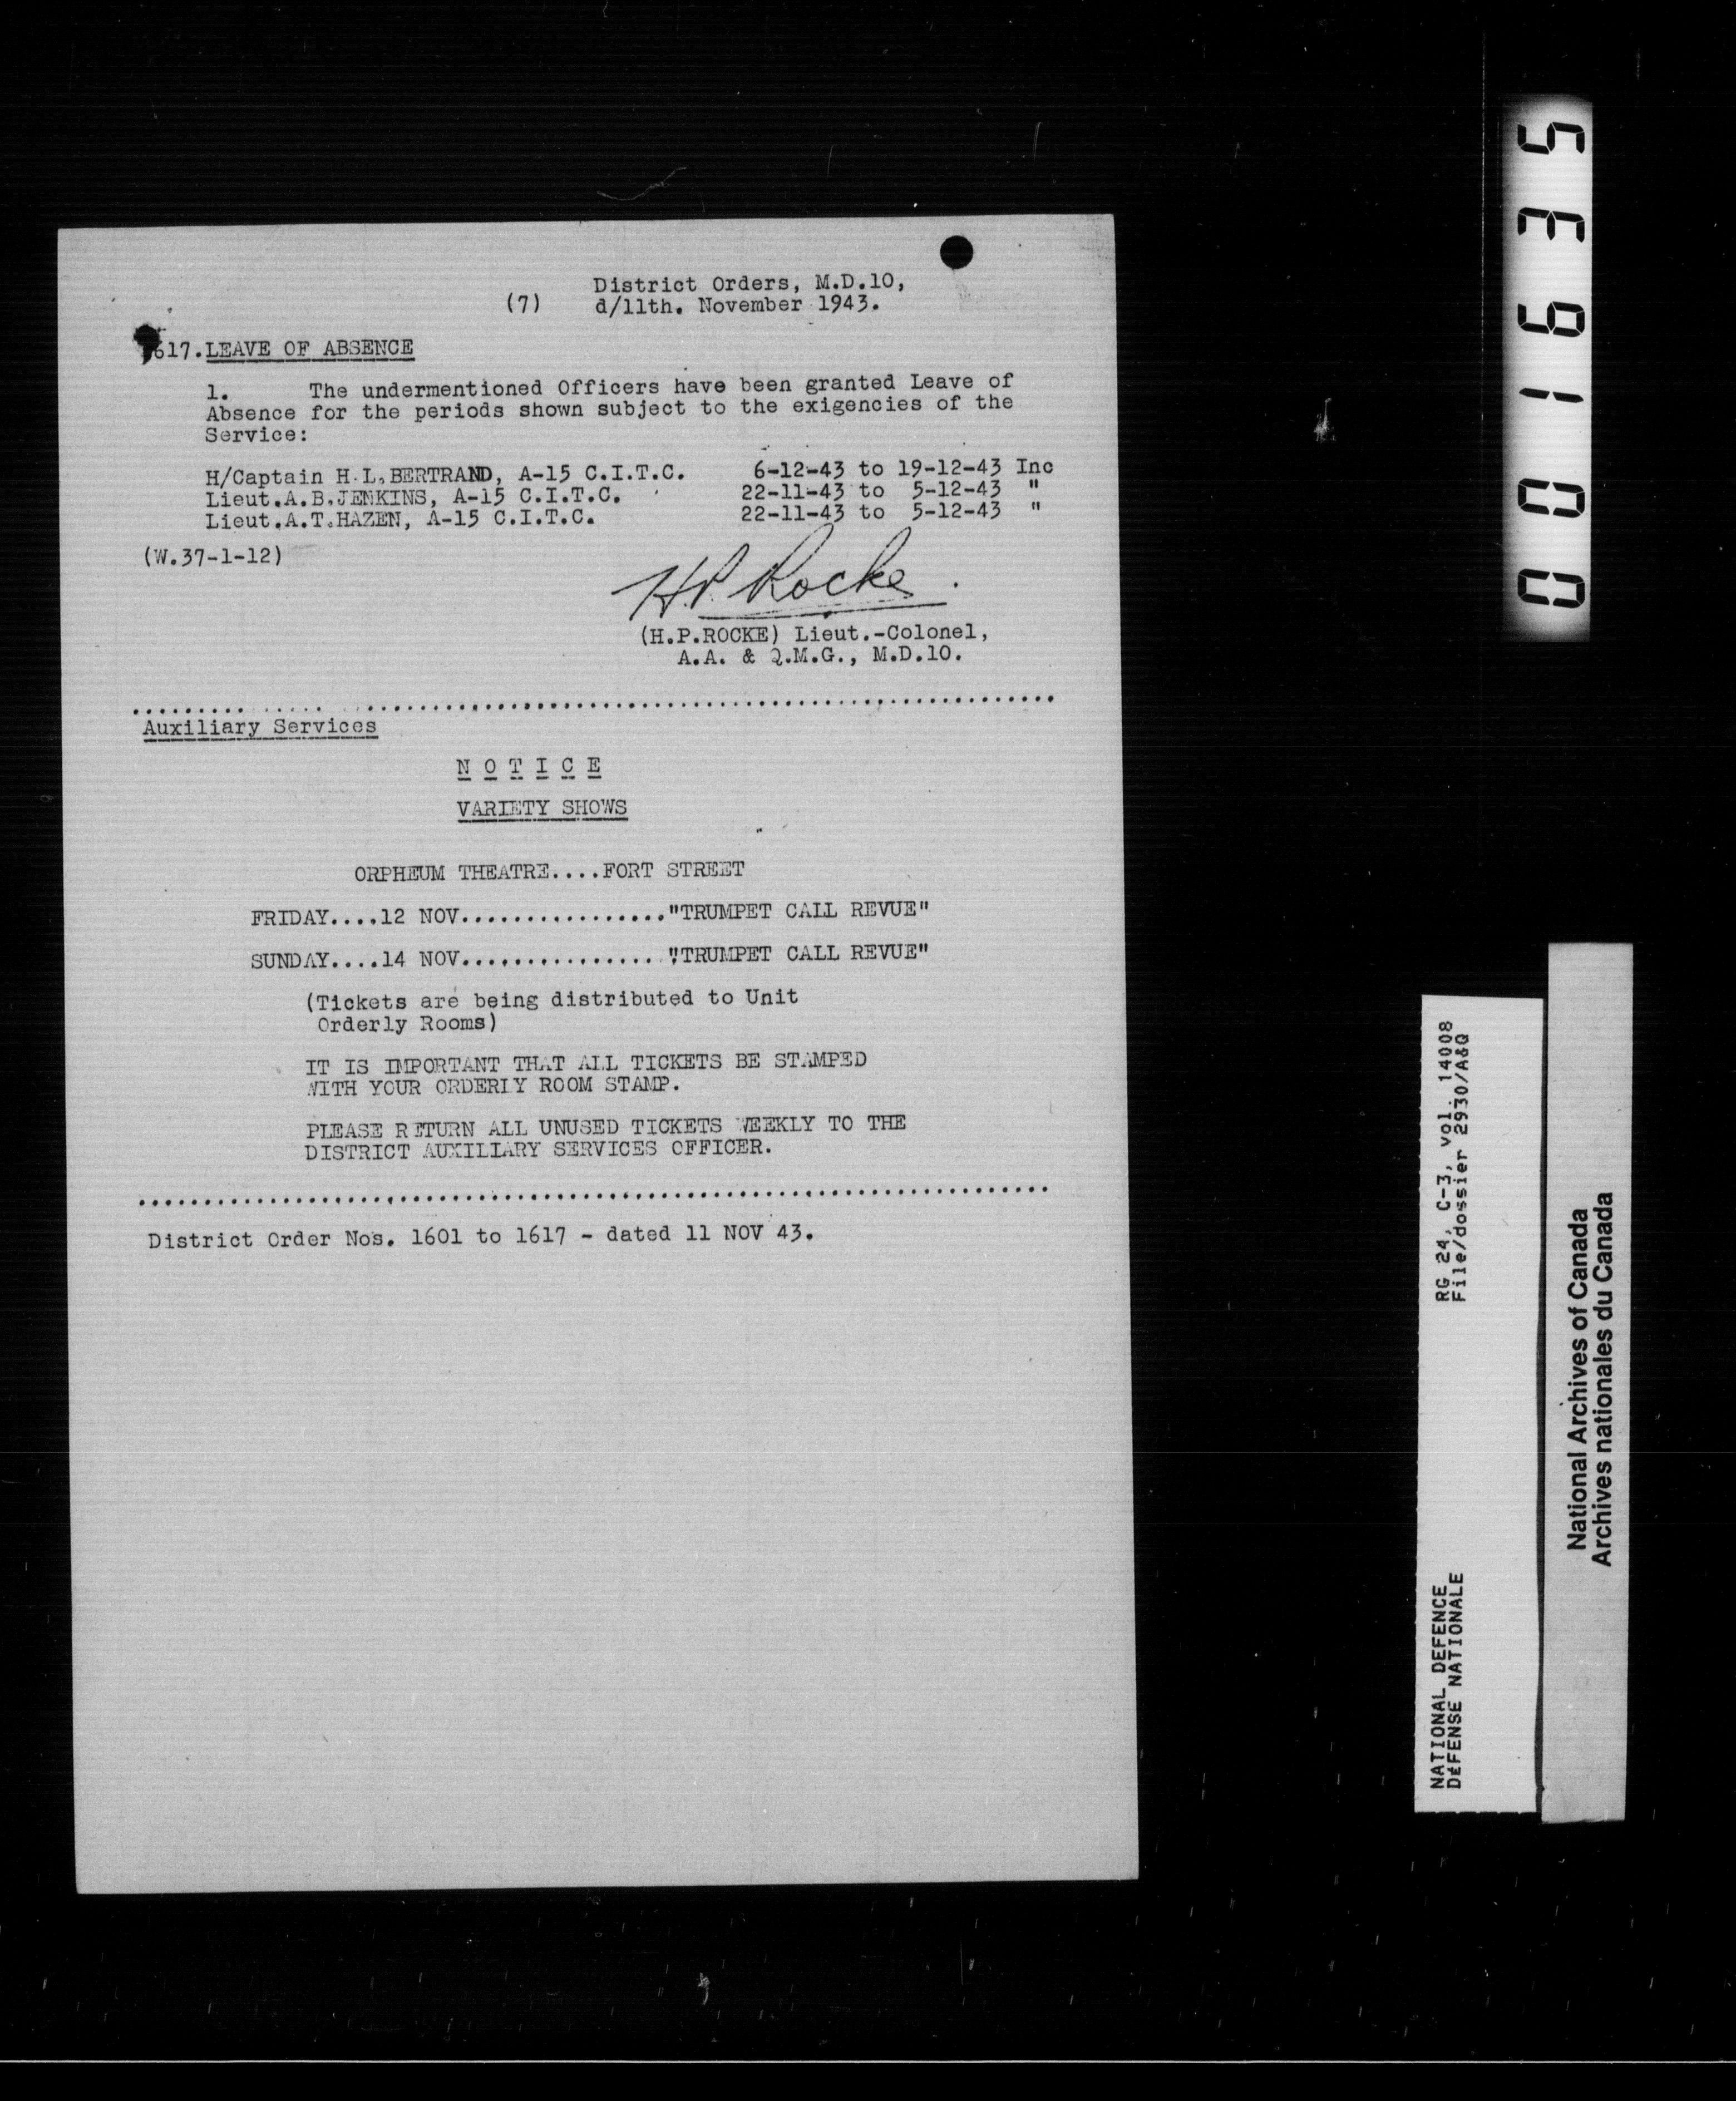 District Orders, M.D.10,
(7) d/11th. November 1943.
1617.LEAVE OF ABSENCE
1. The undermentioned Officers have been granted Leave of
Absence for the periods shown subject to the exigencies of the
Service:
H/Captain H.L.BERTRAND, A-15 C.I.T.C. 6-12-43 to 19-12-43 Inc
Lieut.A.B.JENKINS, A-15 C.I.T.C. 22-11-43 to 5-12-43 "
Lieut.A.T.HAZEN, A-15 C.I.T.C. 22-11-43 to 5-12-43 "
(W.37-1-12)
H.P. Rocke.
(H.P.ROCKE) Lieut.-Colonel,
A.A. & Q.M.G., M.D.10.
Auxiliary Services
N O T I C E
VARIETY SHOWS
ORPHEUM THEATRE....FORT STREET
FRIDAY....12 NOV................"TRUMPET CALL REVUE"
SUNDAY....14 NOV................"TRUMPET CALL REVUE"
(Tickets are being distributed to Unit
Orderly Rooms)
IT IS IMPORTANT THAT ALL TICKETS BE STAMPED
WITH YOUR ORDERLY ROOM STAMP.
PLEASE RETURN ALL UNUSED TICKETS WEEKLY TO THE
DISTRICT AUXILIARY SERVICES OFFICER.
District Order Nos. 1601 to 1617 - dated 11 NOV 43.
001635
NATIONAL DEFENCE RG 24, C-3, vol. 14008
DÉFENSE NATIONALE File/dossier 2930/A&Q
National Archives of Canada
Archives nationales du Canada